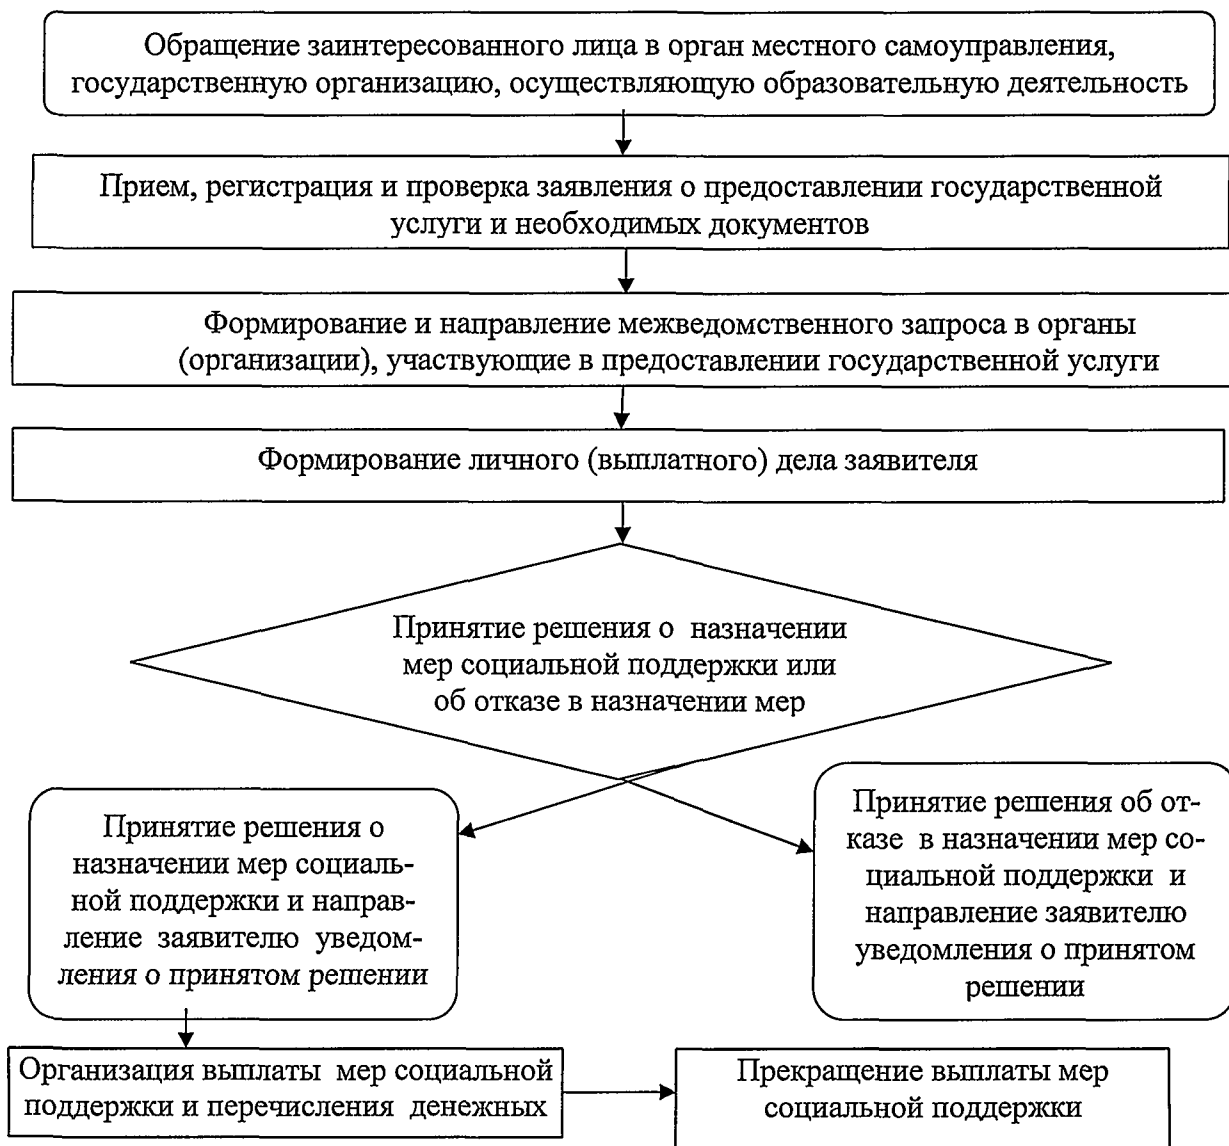 Обращение заинтересованного лица в орган местного самоуправления,
государственную организацию, осуществляющую образовательную деятельность
Прием, регистрация и проверка заявления о предоставлении государственной
услуги и необходимых документов
Формирование и направление межведомственного запроса в органы
(организации), участвующие в предоставлении государственной услуги
Формирование личного (выплатного) дела заявителя
Принятие решения о назначении
мер социальной поддержки или
об отказе в назначении мер
Принятие решения о
назначении мер социаль-
ной поддержки и направ-
ление заявителю уведом-
ления о принятом решении
Принятие решения об от-
казе в назначении мер со-
циальной поддержки и
направление заявителю
уведомления о принятом
решении
Организация выплаты мер социальной
поддержки и перечисления денежных
Прекращение выплаты мер
социальной поддержки